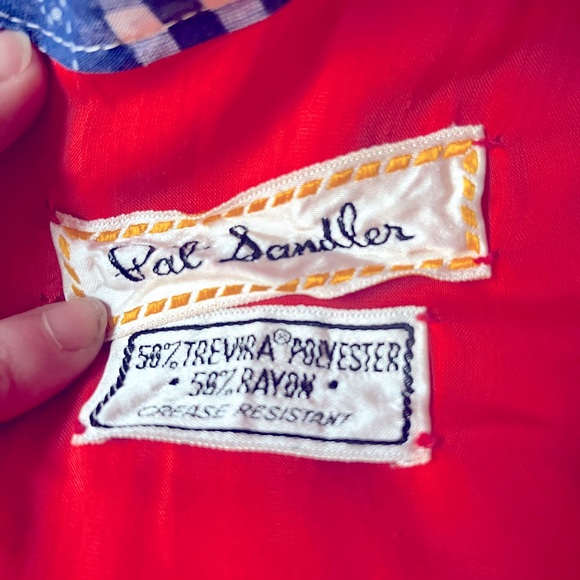 Pat Sandler
50% TREVIRA® POLYESTER
• 50% RAYON •
CREASE RESISTANT